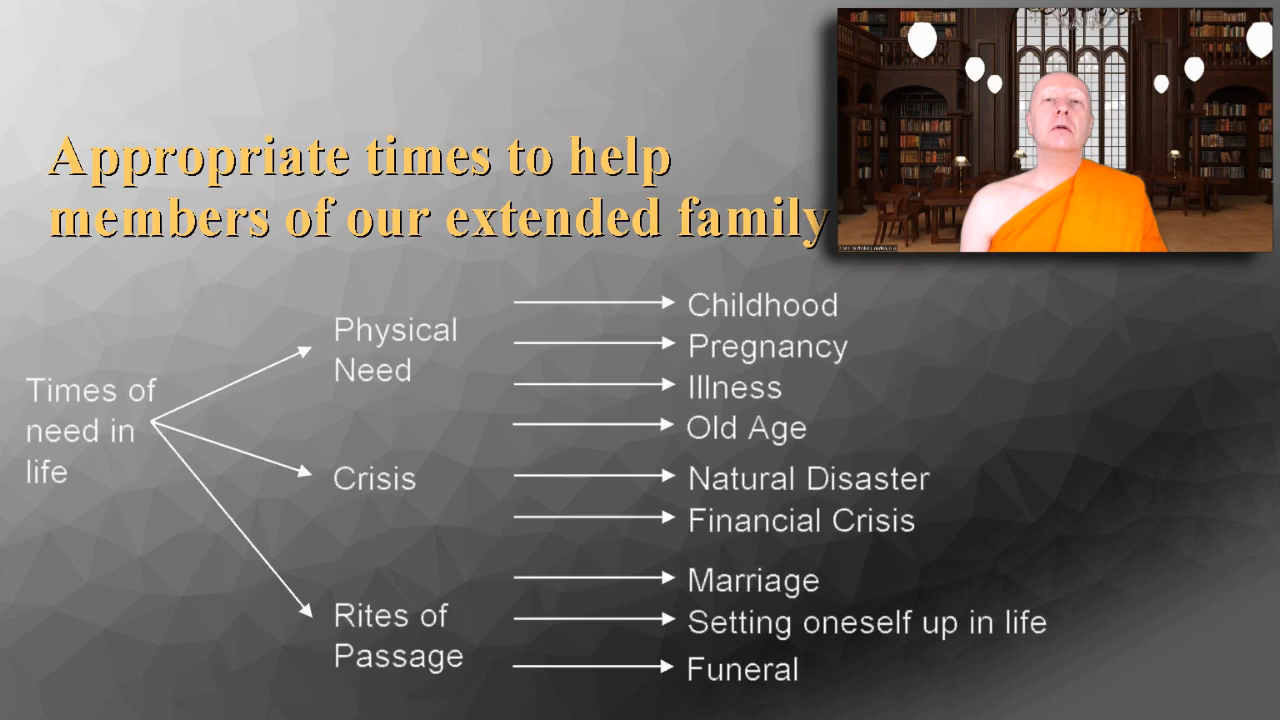 Appropriate times to help
members of our extended family
Times of
need in
life
Physical
Need
Crisis
Rites of
Passage
Childhood
Pregnancy
Illness
Old Age
Natural Disaster
Financial Crisis
Marriage
Setting oneself up in life
Funeral